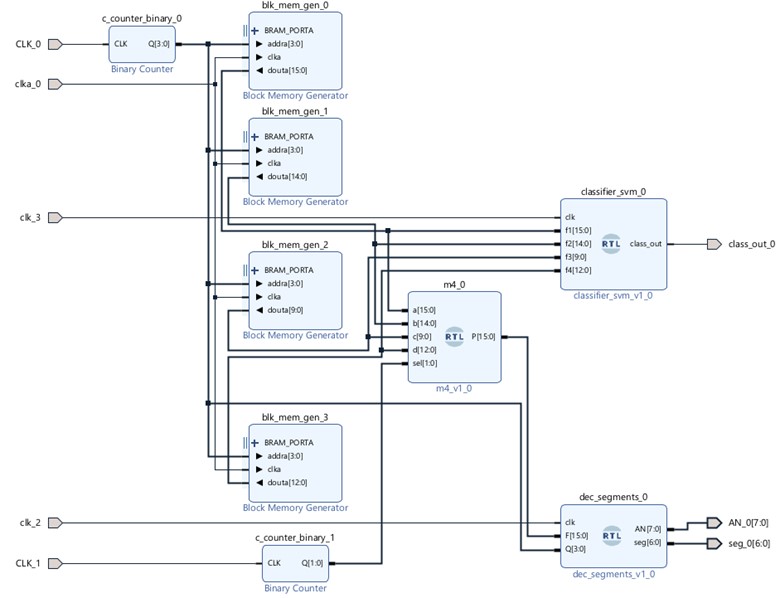 c_counter_binary_0
CLK_0
CLK
Q[3:0]
Binary Counter
clka_0
blk_mem_gen_0
BRAM_PORTA
addra[3:0]
clka
douta[15:0]
Block Memory Generator
blk_mem_gen_1
BRAM_PORTA
addra[3:0]
clka
douta[14:0]
Block Memory Generator
clk_3
classifier_svm_0
clk
f1[15:0]
f2[14:0]
f3[9:0]
f4[12:0]
RTL
class_out
classifier_svm_v1_0
class_out_0
blk_mem_gen_2
BRAM_PORTA
addra[3:0]
clka
douta[9:0]
Block Memory Generator
m4_0
a[15:0]
b[14:0]
c[9:0]
d[12:0]
sel[1:0]
RTL
P[15:0]
m4_v1_0
blk_mem_gen_3
BRAM_PORTA
addra[3:0]
clka
douta[12:0]
Block Memory Generator
clk_2
dec_segments_0
clk
F[15:0]
Q[3:0]
RTL
AN[7:0]
seg[6:0]
dec_segments_v1_0
AN_0[7:0]
seg_0[6:0]
c_counter_binary_1
CLK_1
CLK
Q[1:0]
Binary Counter